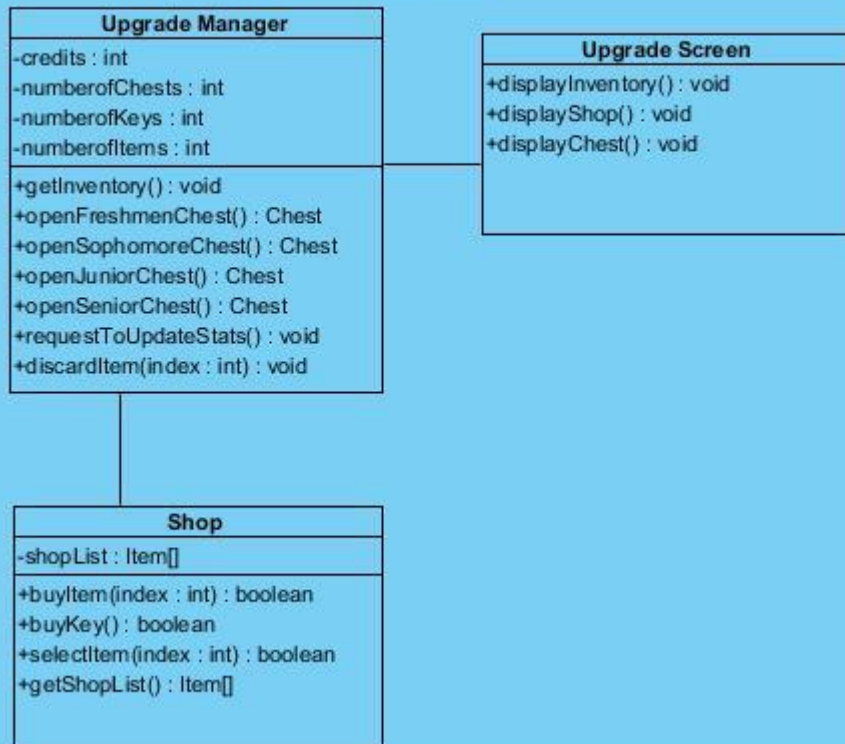 Upgrade Manager
-credits : int
-numberofChests : int
-numberofKeys : int
-numberofItems : int
+getInventory() : void
+openFreshmenChest() : Chest
+openSophomoreChest() : Chest
+openJuniorChest() : Chest
+openSeniorChest() : Chest
+requestToUpdateStats() : void
+discardItem(index : int) : void
Upgrade Screen
+displayInventory() : void
+displayShop() : void
+displayChest() : void
Shop
-shopList : Item[]
+buyItem(index : int) : boolean
+buyKey() : boolean
+selectItem(index : int) : boolean
+getShopList() : Item[]